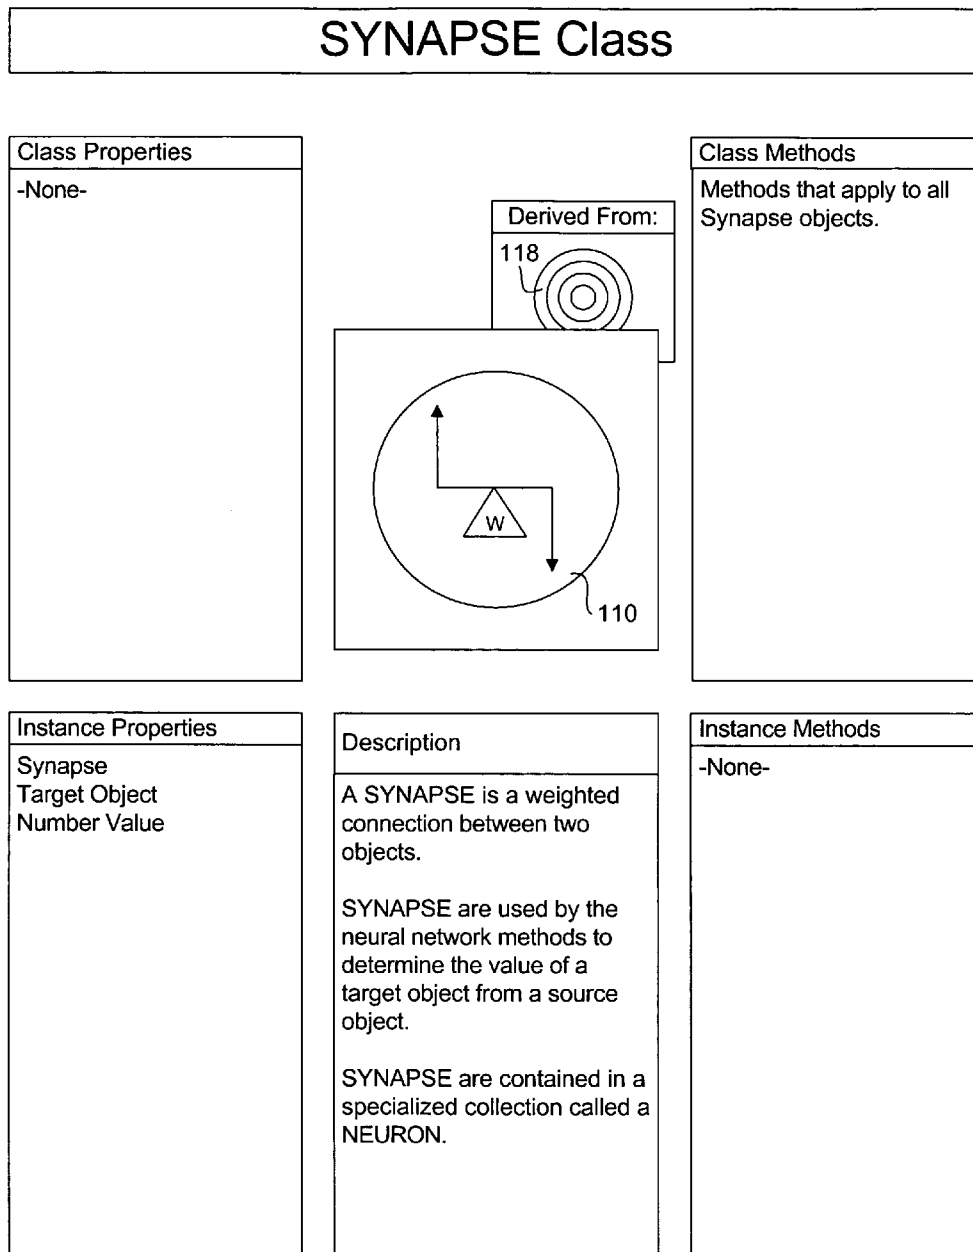 SYNAPSE Class
Class Properties
-None-
Derived From:
118
W
110
Class Methods
Methods that apply to all
Synapse objects.
Instance Properties
Synapse
Target Object
Number Value
Description
A SYNAPSE is a weighted
connection between two
objects.
SYNAPSE are used by the
neural network methods to
determine the value of a
target object from a source
object.
SYNAPSE are contained in a
specialized collection called a
NEURON.
Instance Methods
-None-